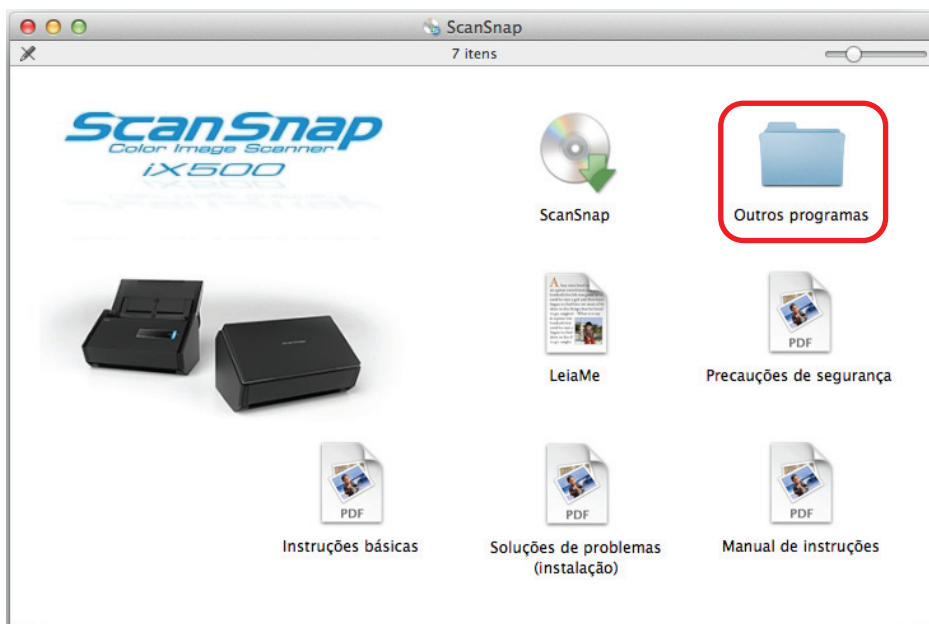 ScanSnap
7 itens
ScanSnap
Color Image Scanner
iX500
ScanSnap
Outros programas
LeiaMe
PDF
Precauções de segurança
PDF
Instruções básicas
PDF
Soluções de problemas
(instalação)
PDF
Manual de instruções